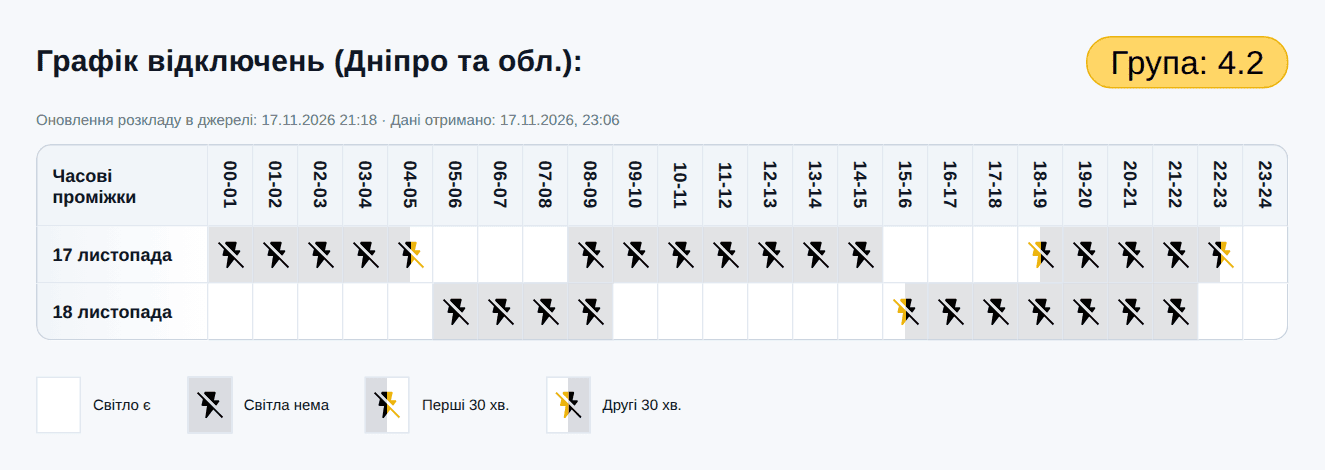 Графік відключень (Дніпро та обл.):
Група: 4.2
Оновлення розкладу в джерелі: 17.11.2026 21:18 · Дані отримано: 17.11.2026, 23:06
Часові
проміжки
00-01
01-02
02-03
03-04
04-05
05-06
06-07
07-08
08-09
09-10
10-11
11-12
12-13
13-14
14-15
15-16
16-17
17-18
18-19
19-20
20-21
21-22
22-23
23-24
17 листопада
18 листопада
Світло є
Світла нема
Перші 30 хв.
Другі 30 хв.